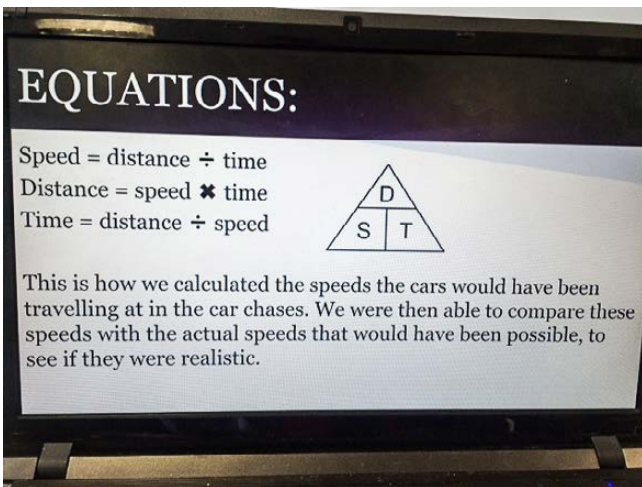 EQUATIONS:
Speed = distance ÷ time
Distance = speed ✖ time
Time = distance ÷ speed
D
S T
This is how we calculated the speeds the cars would have been
travelling at in the car chases. We were then able to compare these
speeds with the actual speeds that would have been possible, to
see if they were realistic.